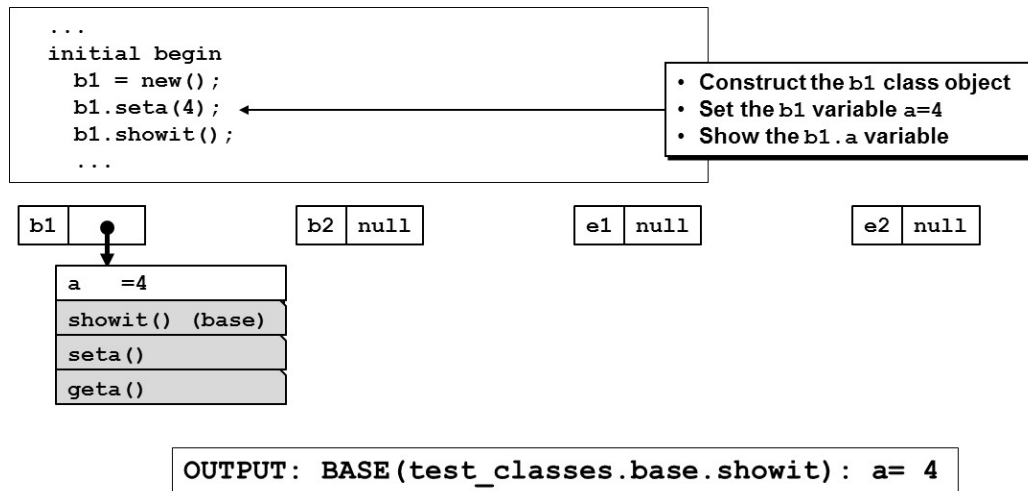 ...
initial begin
b1 = new();
b1.seta(4);
b1.showit();
...
• Construct the b1 class object
• Set the b1 variable a=4
• Show the b1.a variable
b1
b2 null
e1 null
e2 null
a =4
showit() (base)
seta()
geta()
OUTPUT: BASE(test_classes.base.showit): a= 4